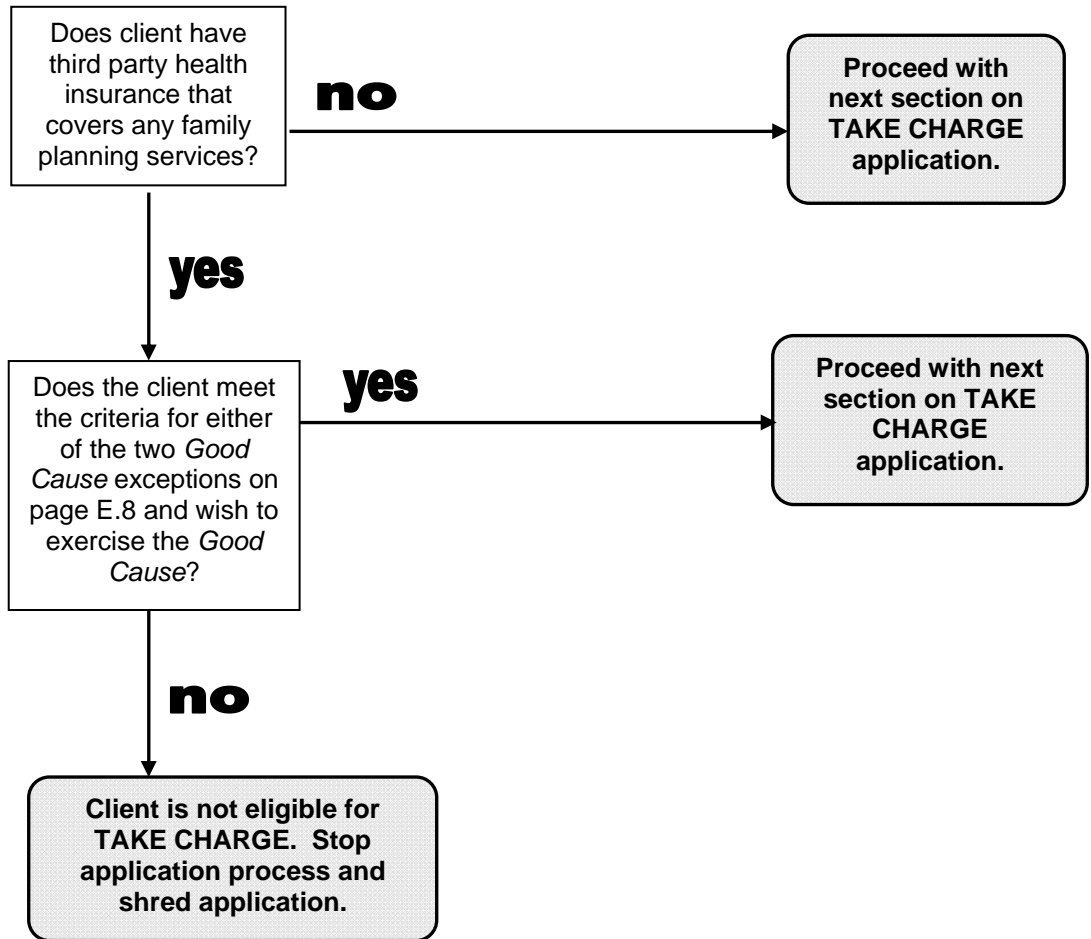 Does client have
third party health
insurance that
covers any family
planning services?
no
Proceed with
next section on
TAKE CHARGE
application.
yes
Does the client meet
the criteria for either
of the two Good
Cause exceptions on
page E.8 and wish to
exercise the Good
Cause?
yes
Proceed with next
section on TAKE
CHARGE
application.
no
Client is not eligible for
TAKE CHARGE.  Stop
application process and
shred application.